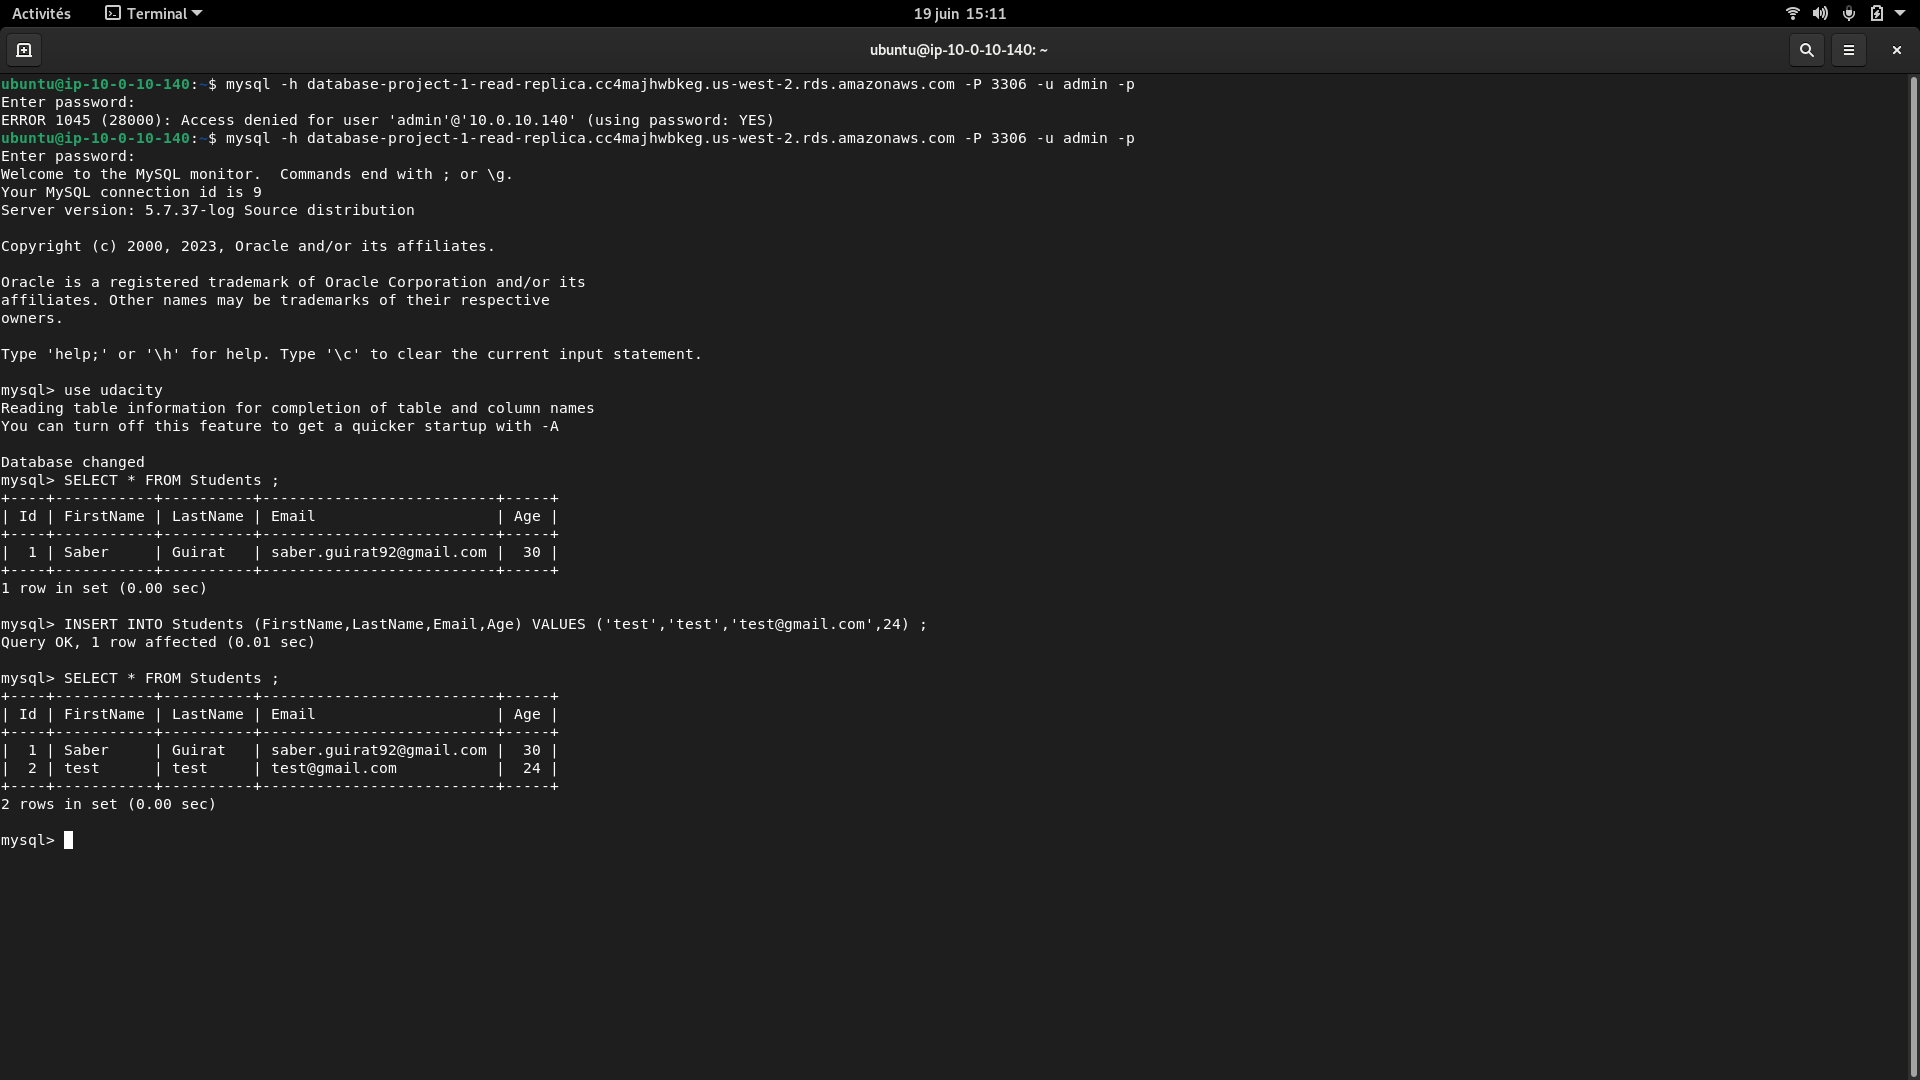 Activités Terminal 19 juin 15:11
ubuntu@ip-10-0-10-140: ~
ubuntu@ip-10-0-10-140:~$ mysql -h database-project-1-read-replica.cc4majhwbkeg.us-west-2.rds.amazonaws.com -P 3306 -u admin -p
Enter password:
ERROR 1045 (28000): Access denied for user 'admin'@'10.0.10.140' (using password: YES)
ubuntu@ip-10-0-10-140:~$ mysql -h database-project-1-read-replica.cc4majhwbkeg.us-west-2.rds.amazonaws.com -P 3306 -u admin -p
Enter password:
Welcome to the MySQL monitor.  Commands end with ; or \g.
Your MySQL connection id is 9
Server version: 5.7.37-log Source distribution

Copyright (c) 2000, 2023, Oracle and/or its affiliates.

Oracle is a registered trademark of Oracle Corporation and/or its
affiliates. Other names may be trademarks of their respective
owners.

Type 'help;' or '\h' for help. Type '\c' to clear the current input statement.

mysql> use udacity
Reading table information for completion of table and column names
You can turn off this feature to get a quicker startup with -A

Database changed
mysql> SELECT * FROM Students ;
+----+-----------+----------+--------------------------+-----+
| Id | FirstName | LastName | Email                    | Age |
+----+-----------+----------+--------------------------+-----+
|  1 | Saber     | Guirat   | saber.guirat92@gmail.com |  30 |
+----+-----------+----------+--------------------------+-----+
1 row in set (0.00 sec)

mysql> INSERT INTO Students (FirstName,LastName,Email,Age) VALUES ('test','test','test@gmail.com',24) ;
Query OK, 1 row affected (0.01 sec)

mysql> SELECT * FROM Students ;
+----+-----------+----------+--------------------------+-----+
| Id | FirstName | LastName | Email                    | Age |
+----+-----------+----------+--------------------------+-----+
|  1 | Saber     | Guirat   | saber.guirat92@gmail.com |  30 |
|  2 | test      | test     | test@gmail.com           |  24 |
+----+-----------+----------+--------------------------+-----+
2 rows in set (0.00 sec)

mysql>